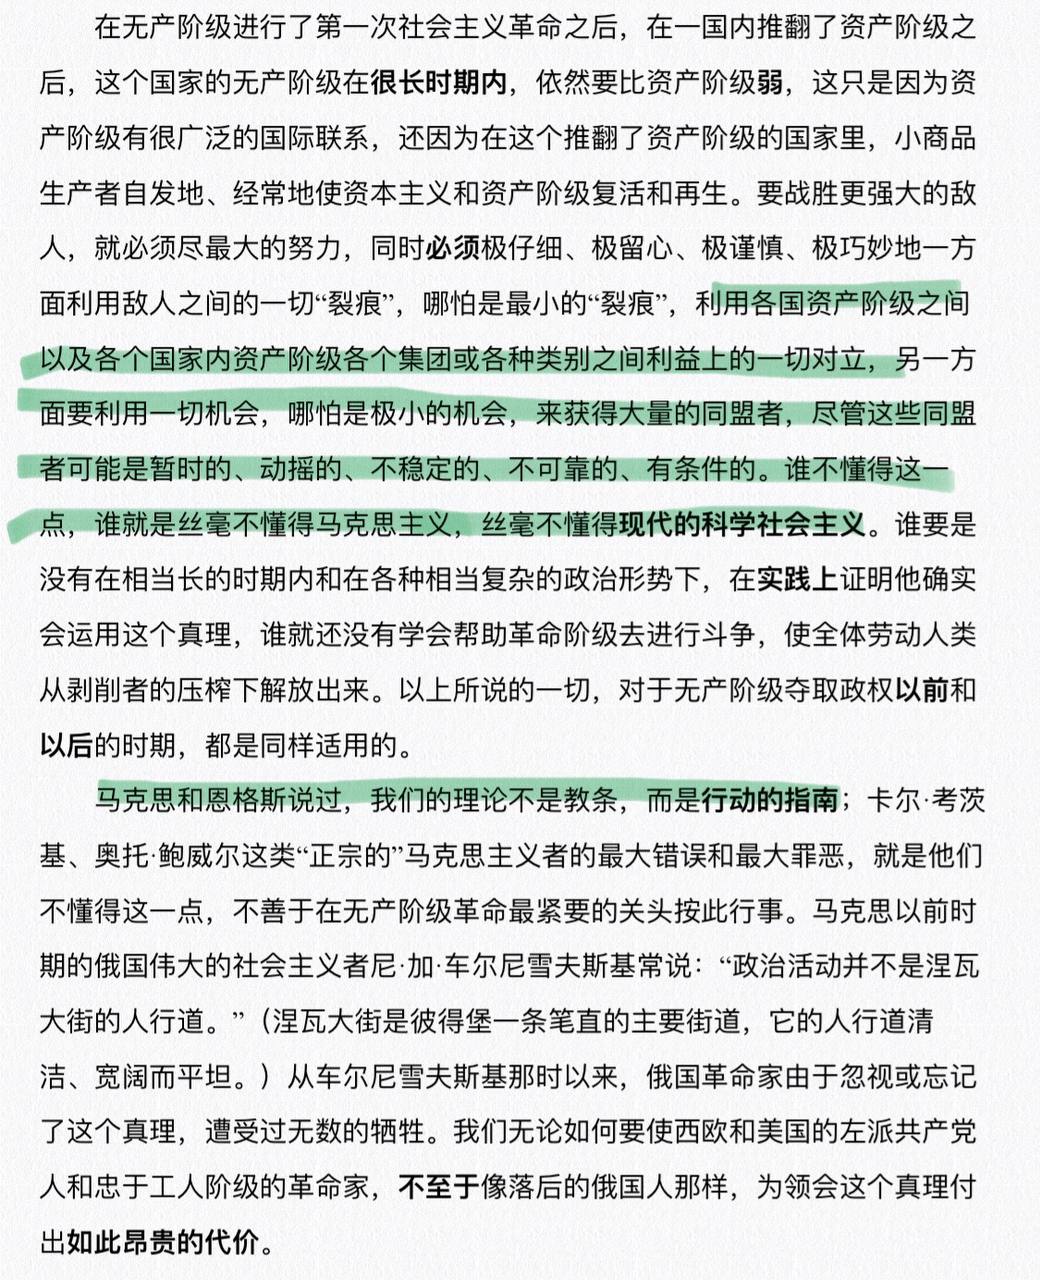 在无产阶级进行了第一次社会主义革命之后，在一国内推翻了资产阶级之
后，这个国家的无产阶级在很长时期内，依然要比资产阶级弱，这只是因为资
产阶级有很广泛的国际联系，还因为在这个推翻了资产阶级的国家里，小商品
生产者自发地、经常地使资本主义和资产阶级复活和再生。要战胜更强大的敌
人，就必须尽最大的努力，同时必须极仔细、极留心、极谨慎、极巧妙地一方
面利用敌人之间的一切“裂痕”，哪怕是最小的“裂痕”，利用各国资产阶级之间
以及各个国家内资产阶级各个集团或各种类别之间利益上的一切对立，另一方
面要利用一切机会，哪怕是极小的机会，来获得大量的同盟者，尽管这些同盟
者可能是暂时的、动摇的、不稳定的、不可靠的、有条件的。谁不懂得这一
点，谁就是丝毫不懂得马克思主义，丝毫不懂得现代的科学社会主义。谁要是
没有在相当长的时期内和在各种相当复杂的政治形势下，在实践上证明他确实
会运用这个真理，谁就还没有学会帮助革命阶级去进行斗争，使全体劳动人类
从剥削者的压榨下解放出来。以上所说的一切，对于无产阶级夺取政权以前和
以后的时期，都是同样适用的。
马克思和恩格斯说过，我们的理论不是教条，而是行动的指南；卡尔·考茨
基、奥托·鲍威尔这类“正宗的”马克思主义者的最大错误和最大罪恶，就是他们
不懂得这一点，不善于在无产阶级革命最紧要的关头按此行事。马克思以前时
期的俄国伟大的社会主义者尼·加·车尔尼雪夫斯基常说：“政治活动并不是涅瓦
大街的人行道。”（涅瓦大街是彼得堡一条笔直的主要街道，它的人行道清
洁、宽阔而平坦。）从车尔尼雪夫斯基那时以来，俄国革命家由于忽视或忘记
了这个真理，遭受过无数的牺牲。我们无论如何要使西欧和美国的左派共产党
人和忠于工人阶级的革命家，不至于像落后的俄国人那样，为领会这个真理付
出如此昂贵的代价。